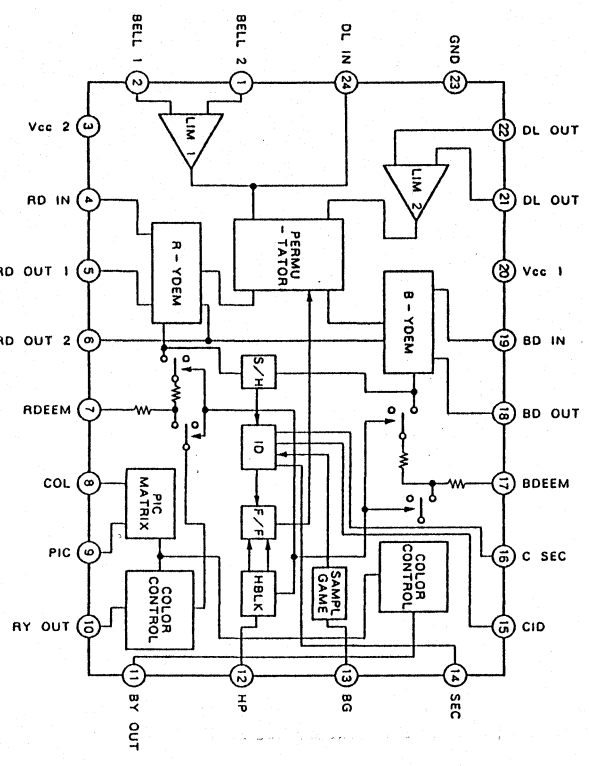 BELL 1
BELL 2
DL IN
GND
2
1
24
23
Vcc 2
3
LIM 1
22
DL OUT
LIM 2
RD IN
4
21
DL OUT
PERMU
-TATOR
R-YDEM
RD OUT 1
5
20
Vcc 1
B-YDEM
RD OUT 2
6
19
BD IN
S/H
RDEEM
7
18
BD OUT
ID
COL
8
17
BDEEM
PIC
MATRIX
F/F
PIC
9
16
C SEC
COLOR
CONTROL
HBLK
SAMPL
GAME
COLOR
CONTROL
RY OUT
10
15
CID
11
12
13
14
BY OUT
HP
BG
SEC